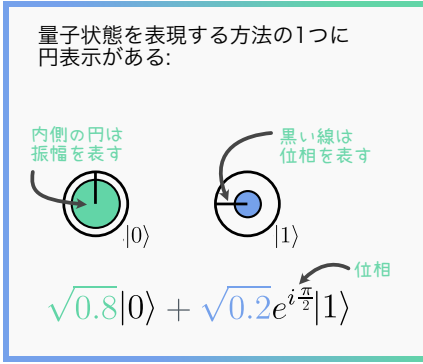 量子状態を表現する方法の1つに
円表示がある:
内側の円は
振幅を表す
黒い線は
位相を表す
|0⟩
|1⟩
位相
√0.8|0⟩ + √0.2e^{iπ/2}|1⟩